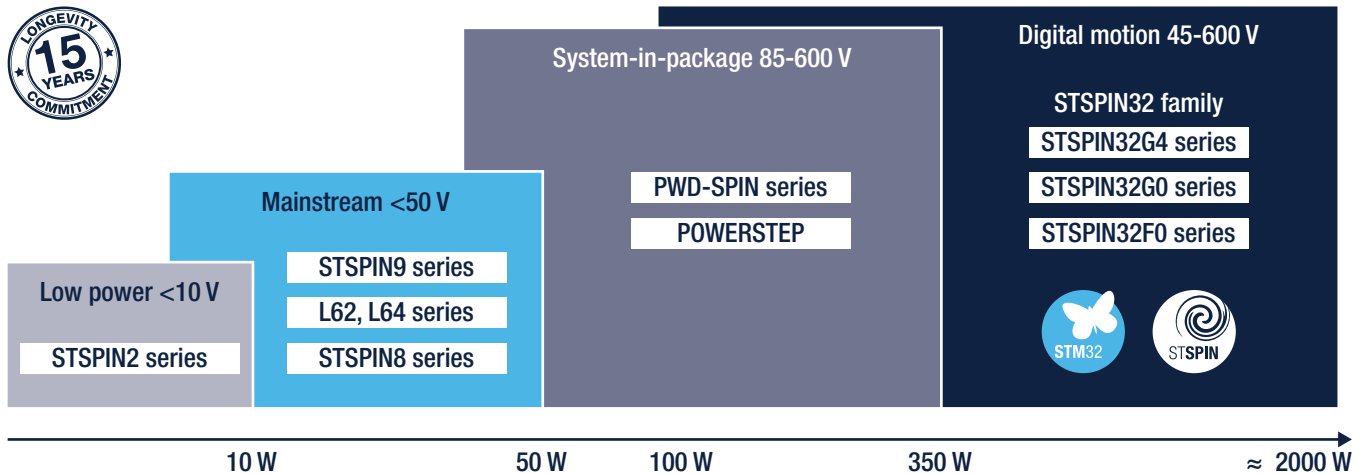 LONGEVITY
15
YEARS
COMMITMENT
Low power <10 V
STSPIN2 series
Mainstream <50 V
STSPIN9 series
L62, L64 series
STSPIN8 series
System-in-package 85-600 V
PWD-SPIN series
POWERSTEP
Digital motion 45-600 V
STSPIN32 family
STSPIN32G4 series
STSPIN32G0 series
STSPIN32F0 series
STM32
STSPIN
10 W
50 W
100 W
350 W
≈ 2000 W